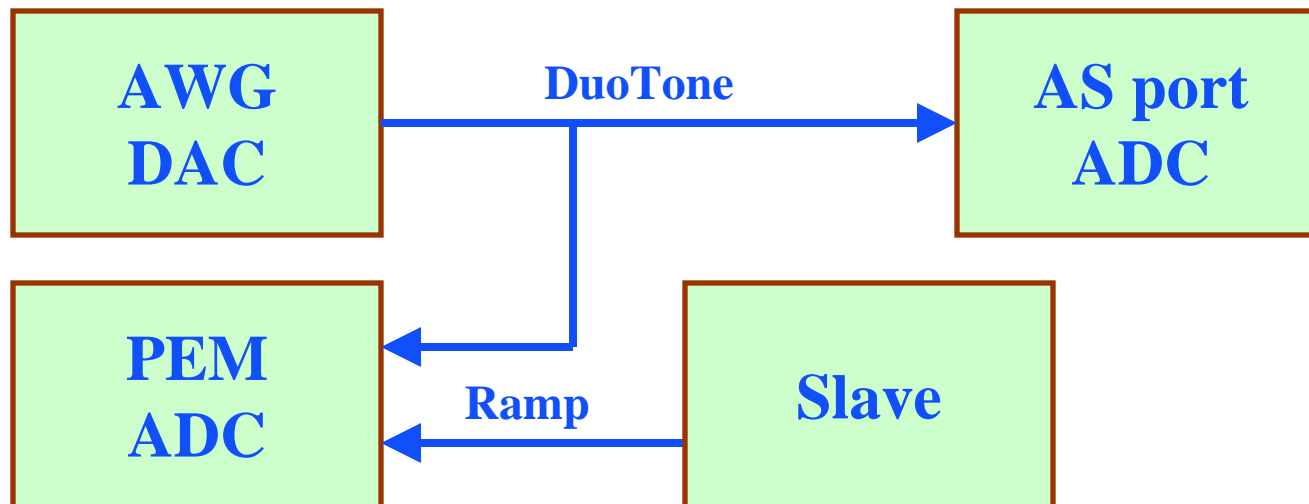 AWG
DAC
DuoTone
AS port
ADC
PEM
ADC
Ramp
Slave